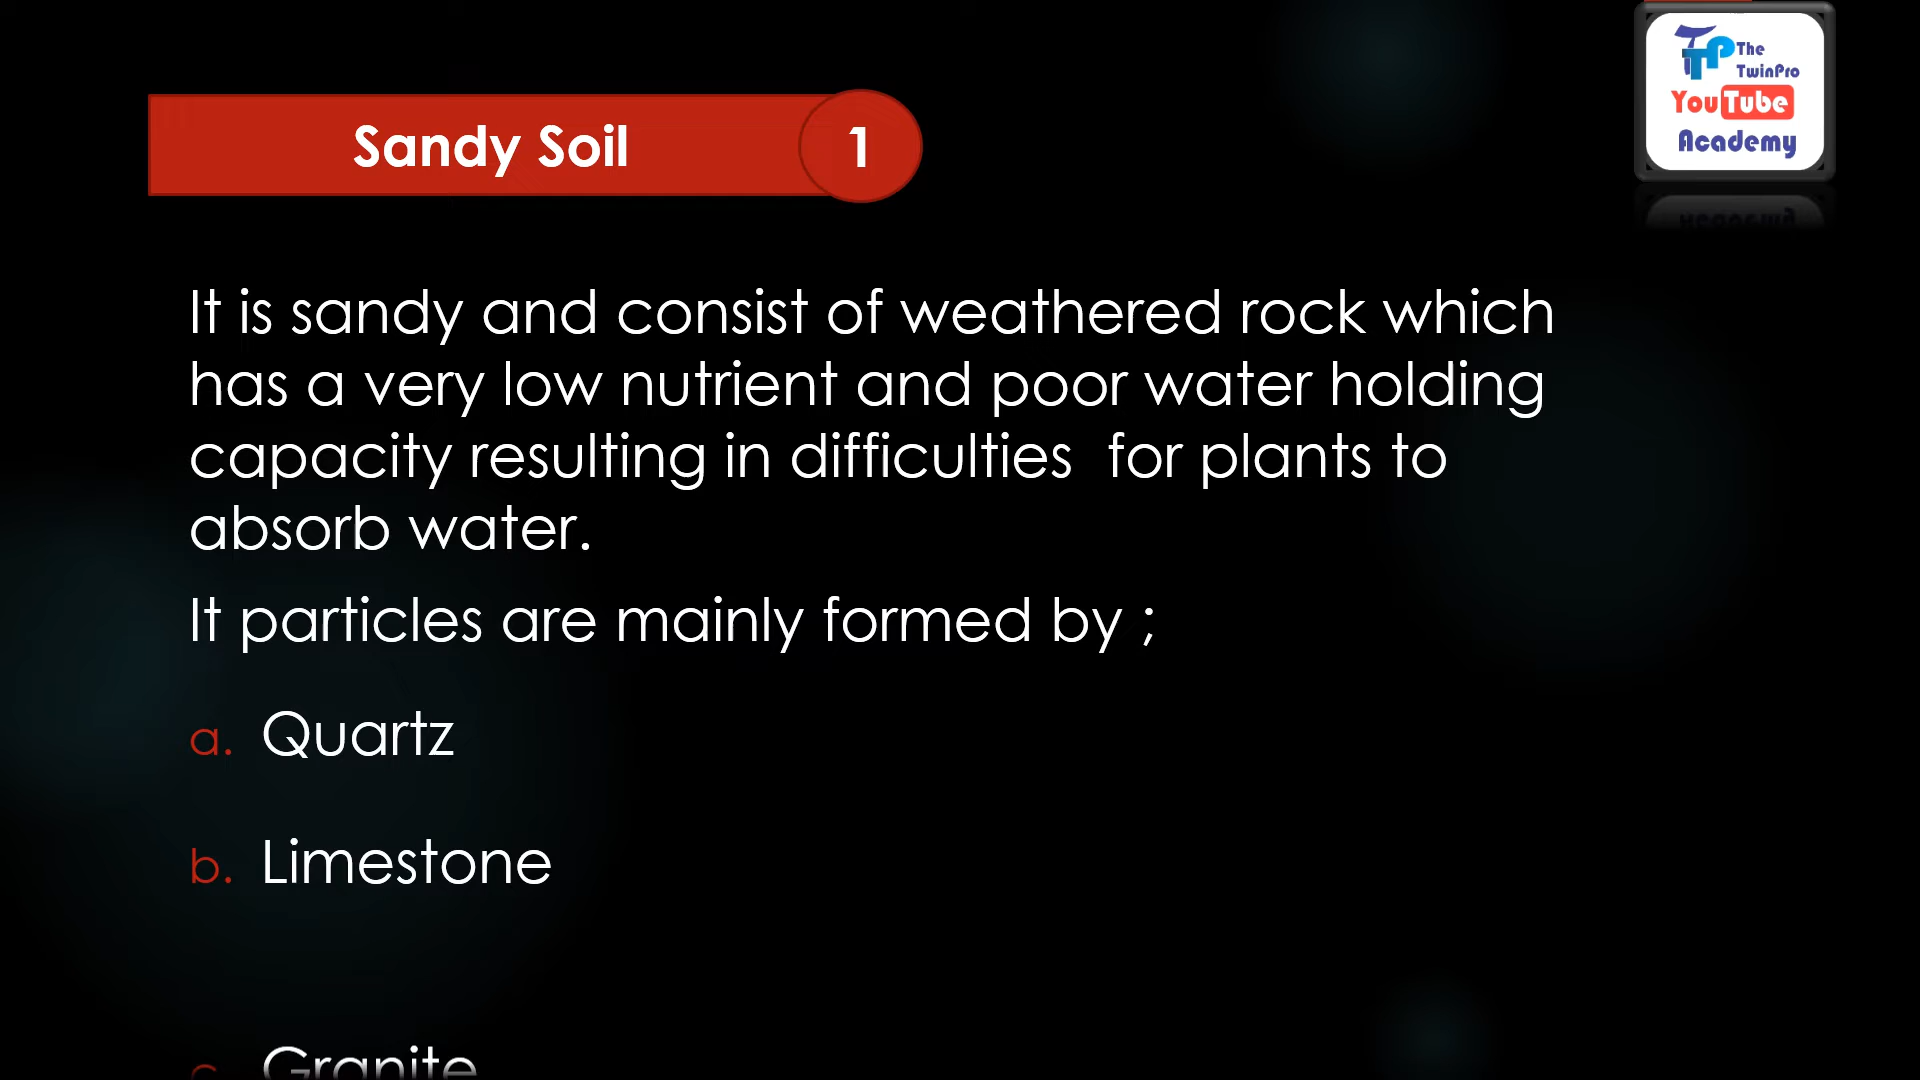 The
TwinPro
YouTube
Academy
Sandy Soil
1
It is sandy and consist of weathered rock which
has a very low nutrient and poor water holding
capacity resulting in difficulties  for plants to
absorb water.
It particles are mainly formed by ;
a. Quartz
b. Limestone
c. Granite